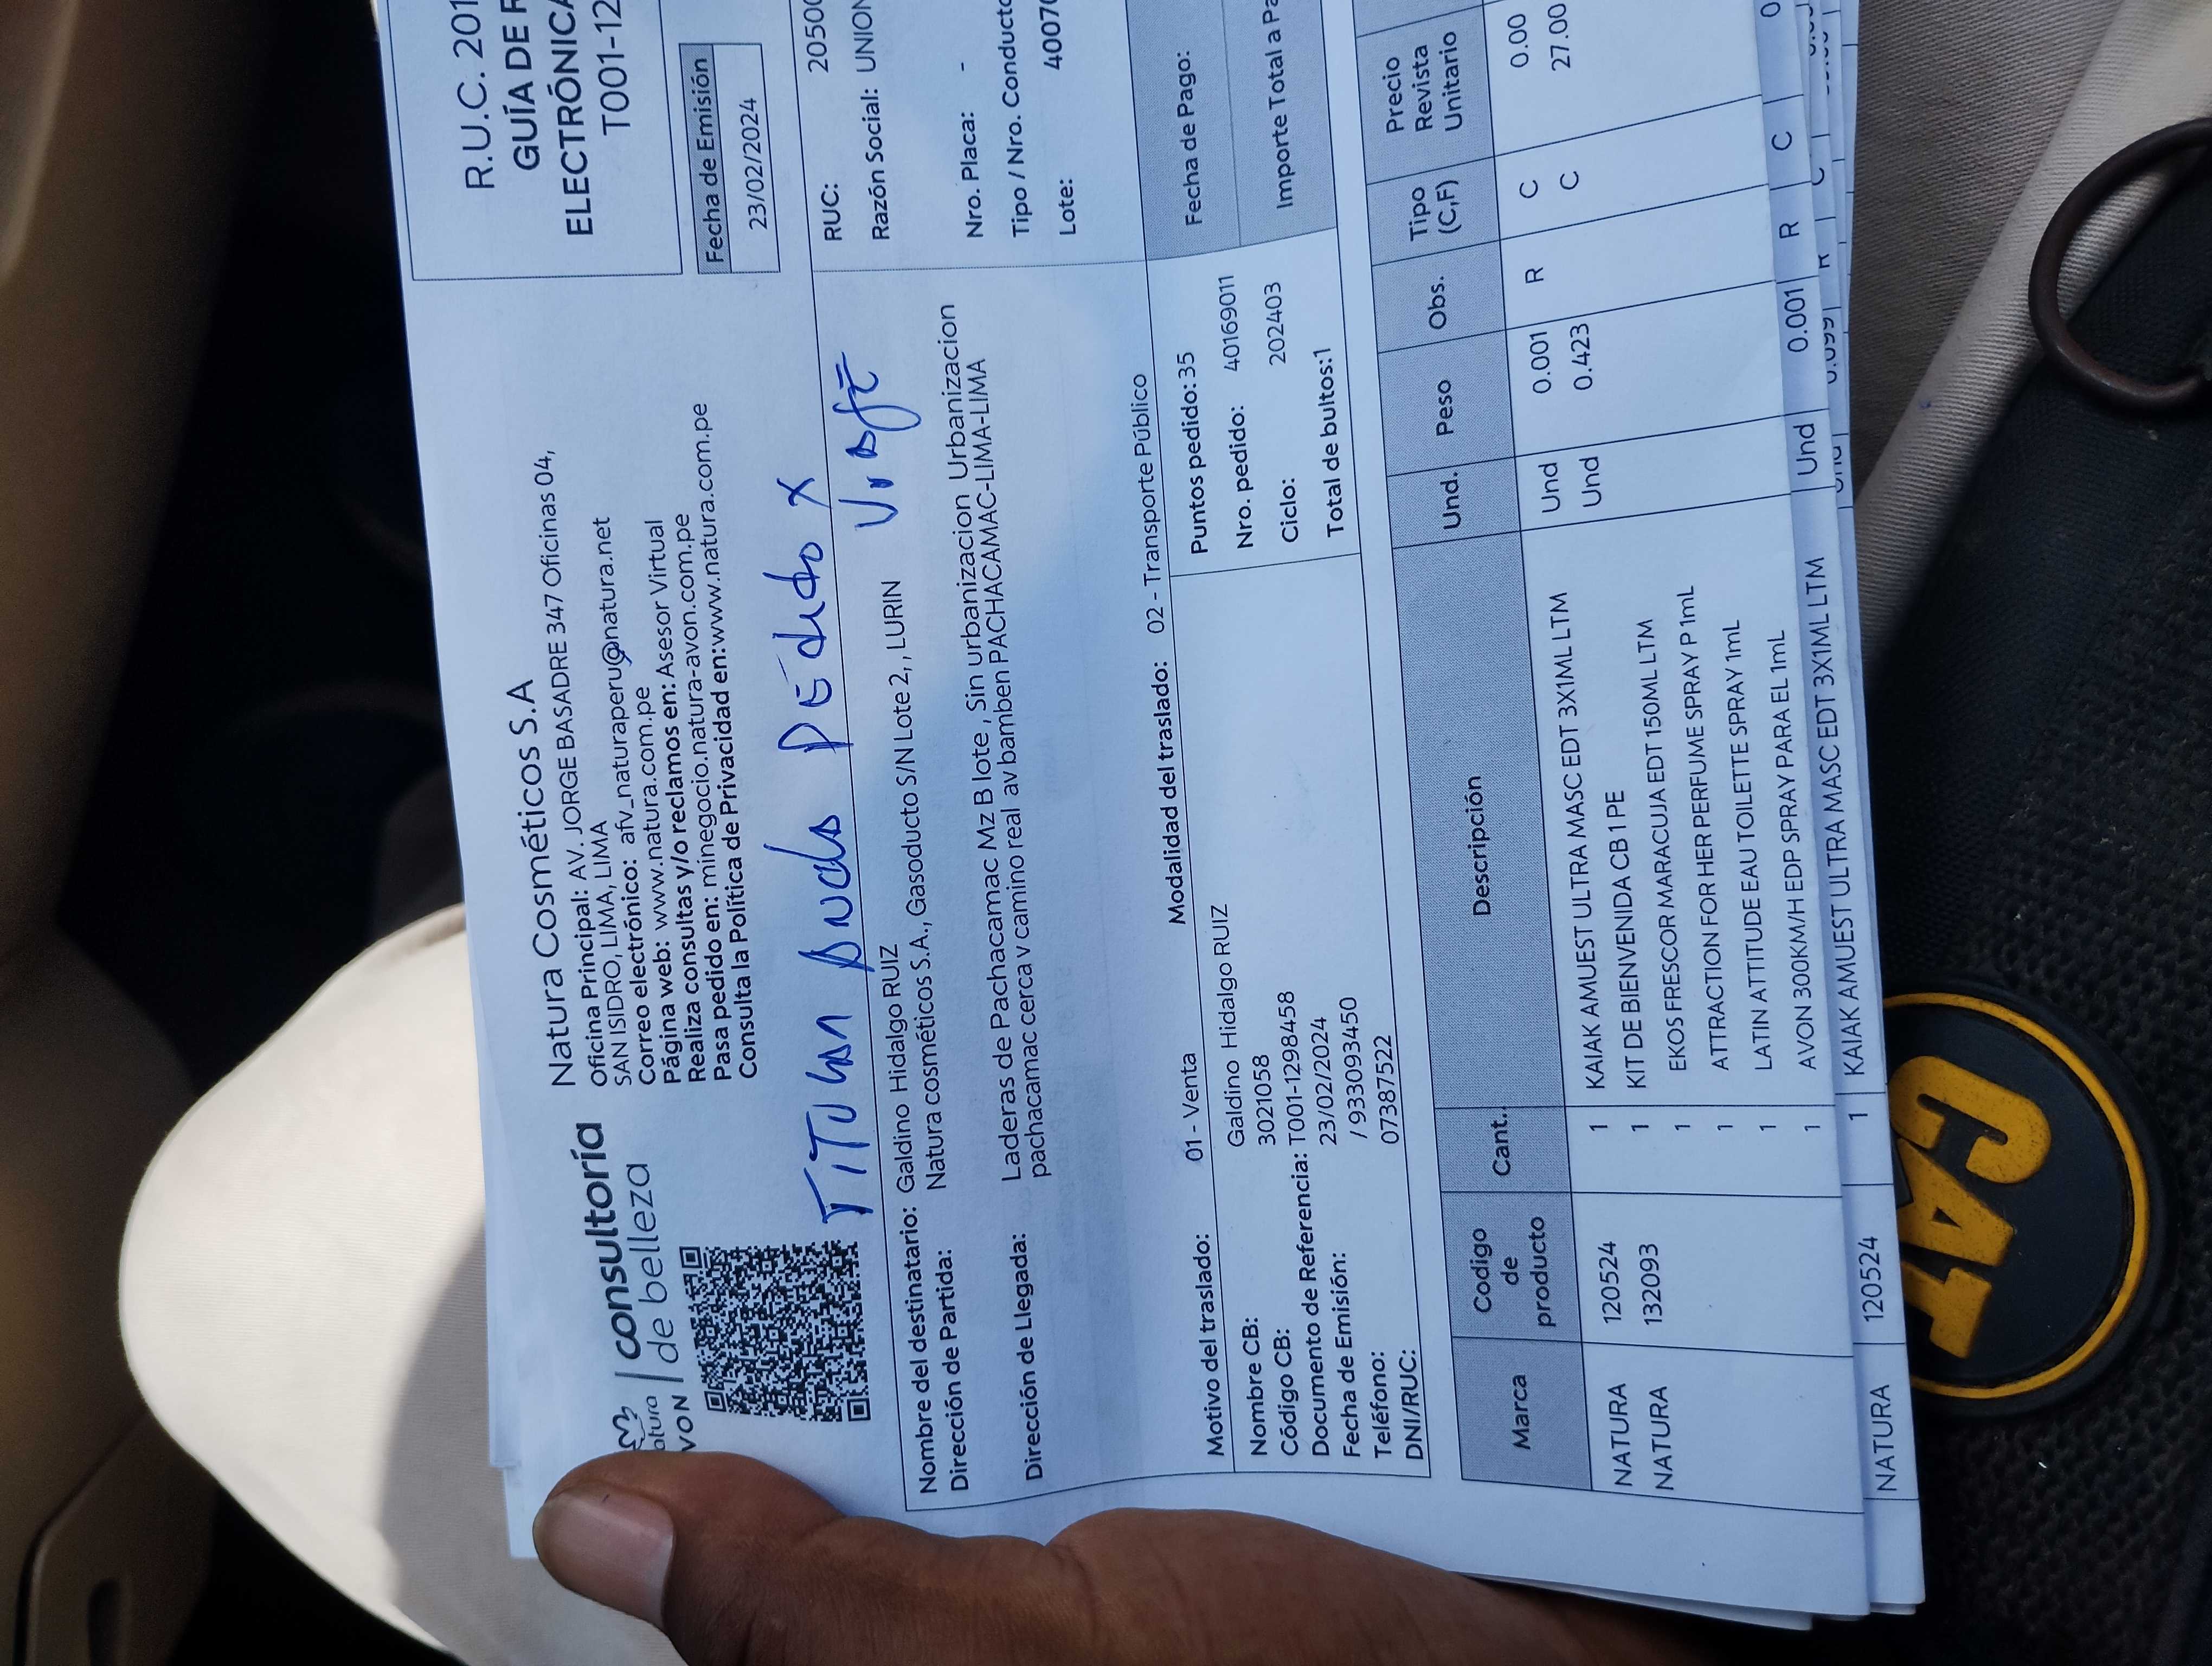 consultoría
de belleza
VON
Natura Cosméticos S.A
Oficina Principal: AV. JORGE BASADRE 347 Oficinas 04,
SAN ISIDRO, LIMA, LIMA
Correo electrónico: afv_naturaperu@natura.net
Página web: www.natura.com.pe
Realiza consultas y/o reclamos en: Asesor Virtual
Pasa pedido en: minegocio.natura-avon.com.pe
Consulta la Política de Privacidad en:www.natura.com.pe
R.U.C. 201
GUÍA DE R
ELECTRÓNICA
T001-12
Fecha de Emisión
23/02/2024
Nombre del destinatario: Galdino Hidalgo RUIZ
Dirección de Partida: Natura cosméticos S.A., Gasoducto S/N Lote 2, , LURIN
Dirección de Llegada: Laderas de Pachacamac Mz B lote , Sin urbanizacion Urbanizacion
pachacamac cerca v camino real av bamben PACHACAMAC-LIMA-LIMA
RUC: 2050
Razón Social: UNION
Nro. Placa: -
Tipo / Nro. Conducto
Lote: 4007
Motivo del traslado: 01 - Venta Modalidad del traslado: 02 - Transporte Público
Nombre CB: Galdino Hidalgo RUIZ
Código CB: 3021058
Documento de Referencia: T001-1298458
Fecha de Emisión: 23/02/2024
Teléfono: / 933093450
DNI/RUC: 07387522
Puntos pedido: 35
Nro. pedido: 40169011
Ciclo: 202403
Total de bultos:1
Fecha de Pago:
Importe Total a Pa
Marca Codigo de producto Cant.. Descripción Und. Peso Obs. Tipo (C,F) Precio Revista Unitario
NATURA 120524 1 KAIAK AMUEST ULTRA MASC EDT 3X1ML LTM Und 0.001 R C 0.00
NATURA 132093 1 KIT DE BIENVENIDA CB 1 PE Und 0.423 C 27.00
1 EKOS FRESCOR MARACUJA EDT 150ML LTM
1 ATTRACTION FOR HER PERFUME SPRAY P 1mL
1 LATIN ATTITUDE EAU TOILETTE SPRAY 1mL
1 AVON 300KM/H EDP SPRAY PARA EL 1mL
NATURA 120524 1 KAIAK AMUEST ULTRA MASC EDT 3X1ML LTM Und 0.001 R C 0
CAT